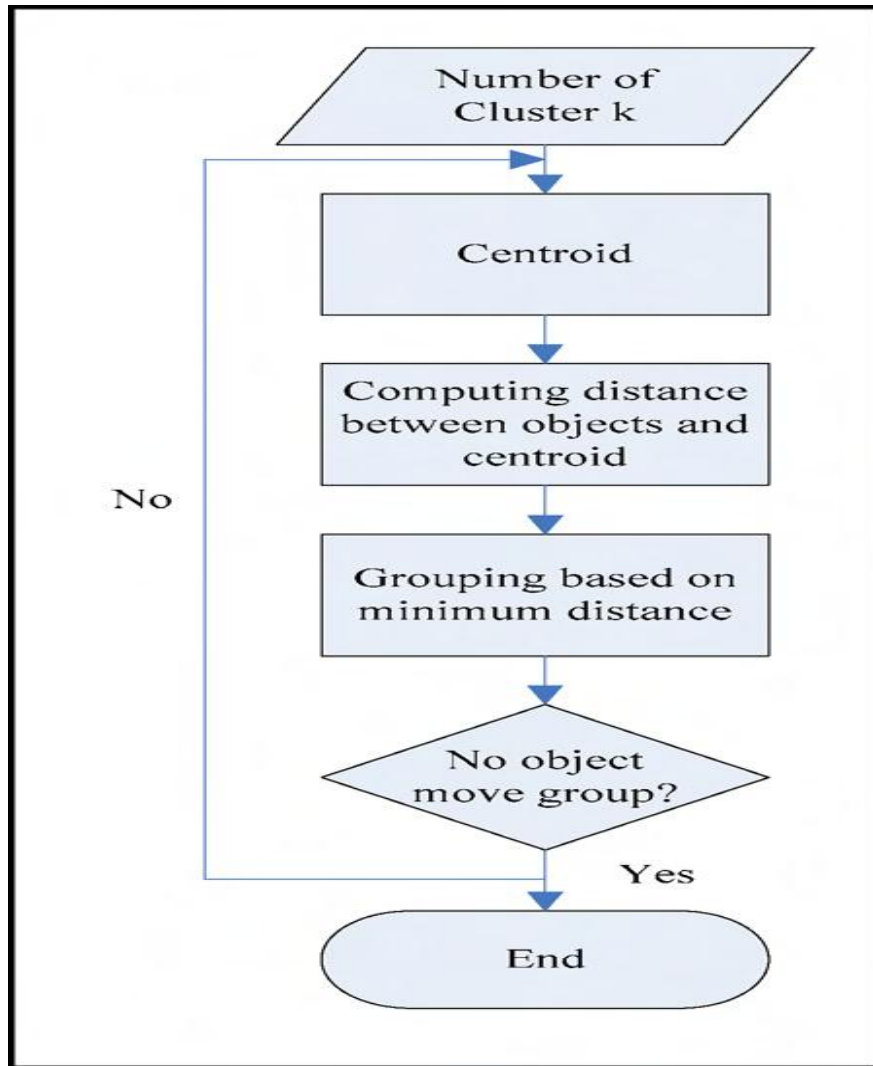 Number of
Cluster k
Centroid
Computing distance
between objects and
centroid
No
Grouping based on
minimum distance
No object
move group?
Yes
End